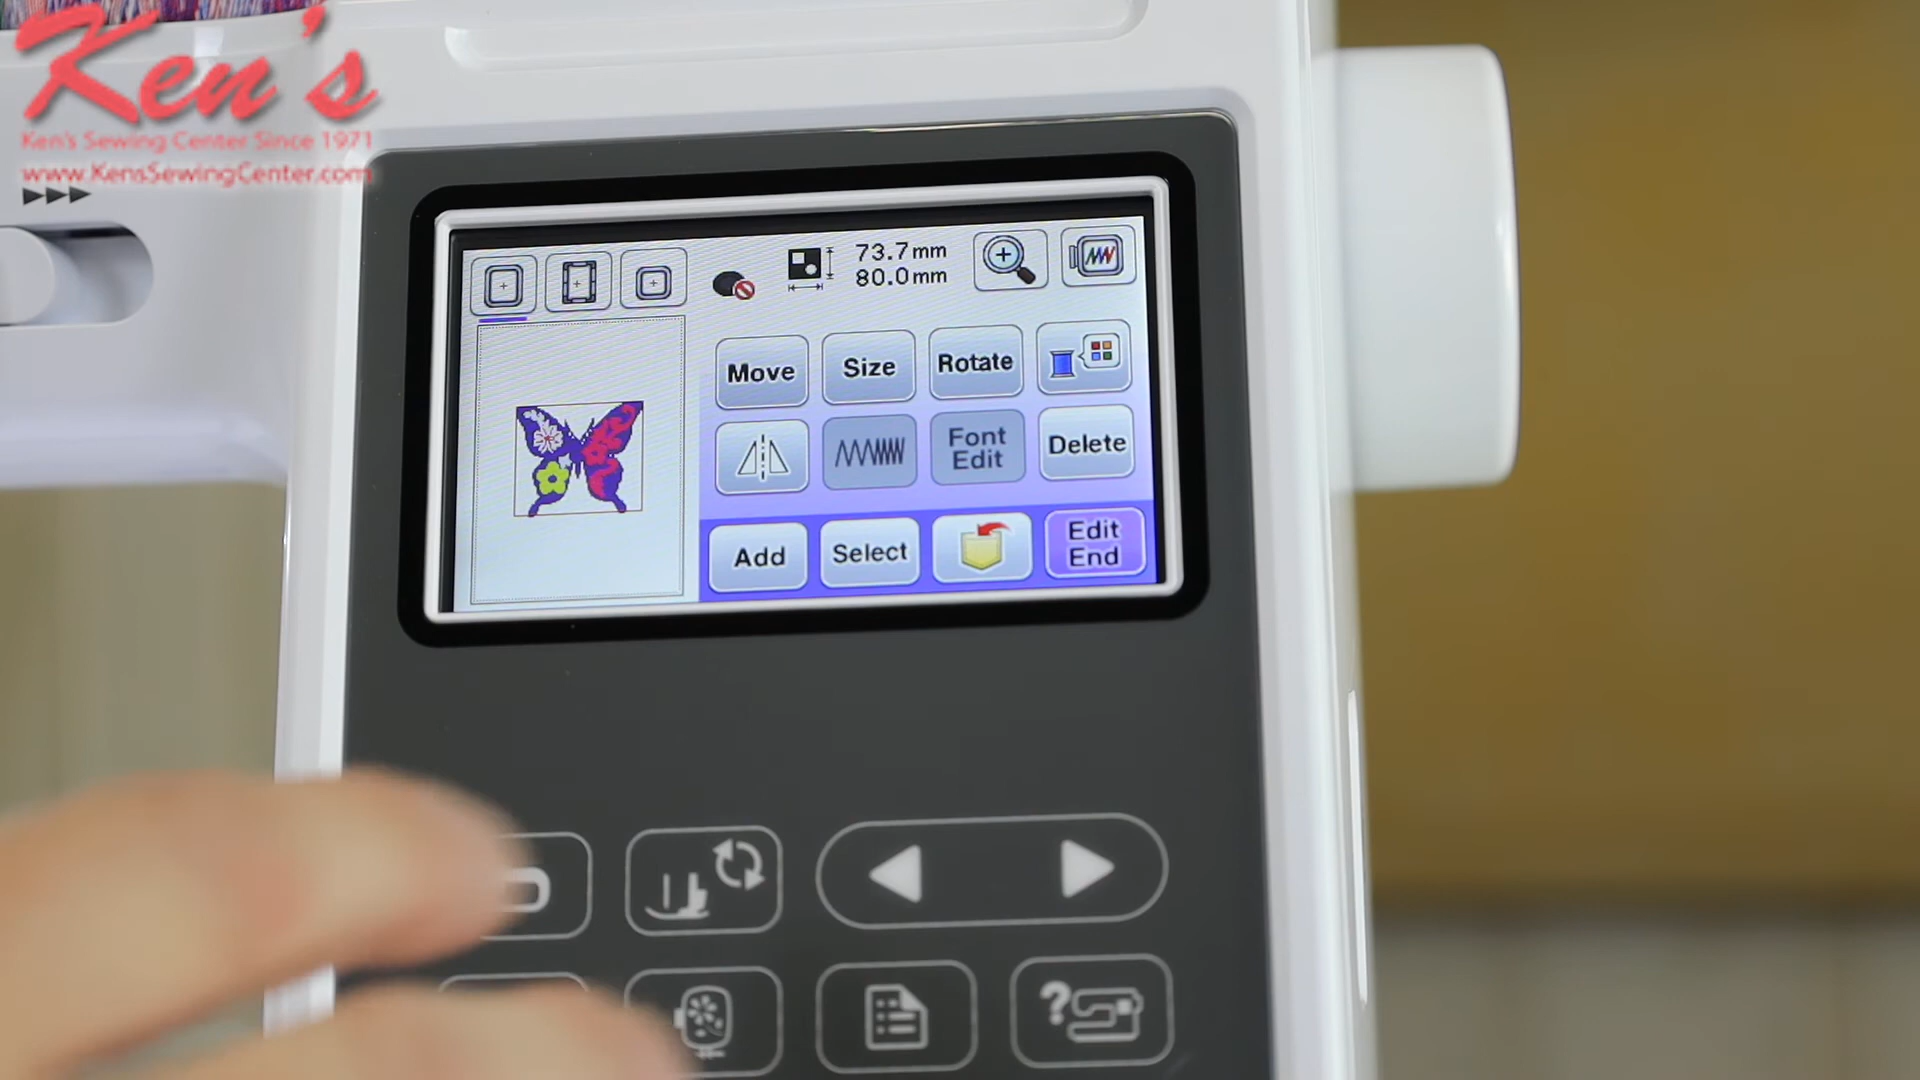 Ken's
Ken's Sewing Center Since 1971
www.KensSewingCenter.com
73.7mm
80.0mm
Move
Size
Rotate
Font
Edit
Delete
Add
Select
Edit
End
?